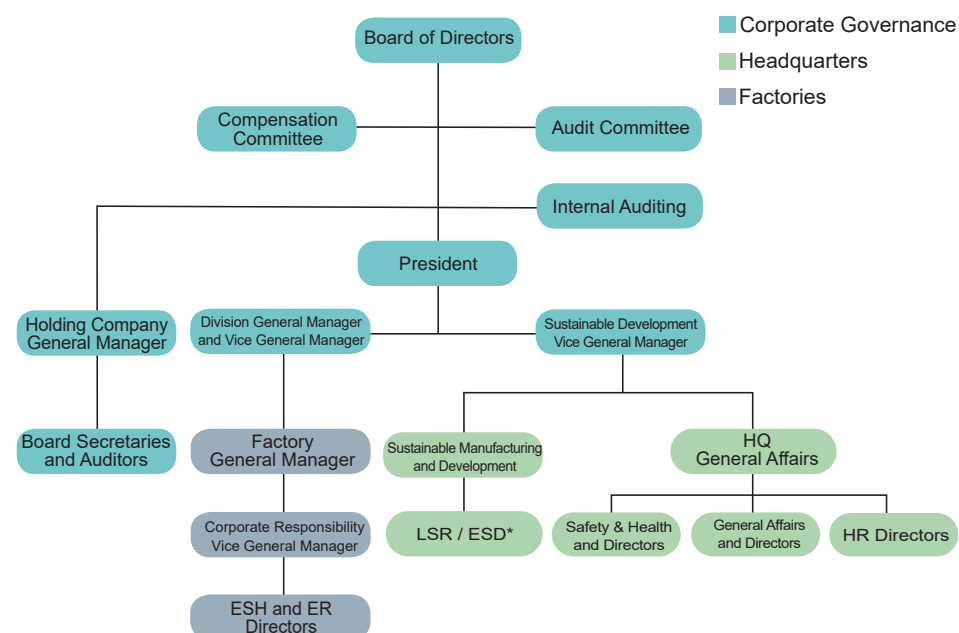 Board of Directors
Corporate Governance
Headquarters
Factories
Compensation
Committee
Audit Committee
Internal Auditing
President
Holding Company
General Manager
Division General Manager
and Vice General Manager
Sustainable Development
Vice General Manager
Board Secretaries
and Auditors
Factory
General Manager
Sustainable Manufacturing
and Development
HQ
General Affairs
Corporate Responsibility
Vice General Manager
LSR / ESD*
Safety & Health
and Directors
General Affairs
and Directors
HR Directors
ESH and ER
Directors